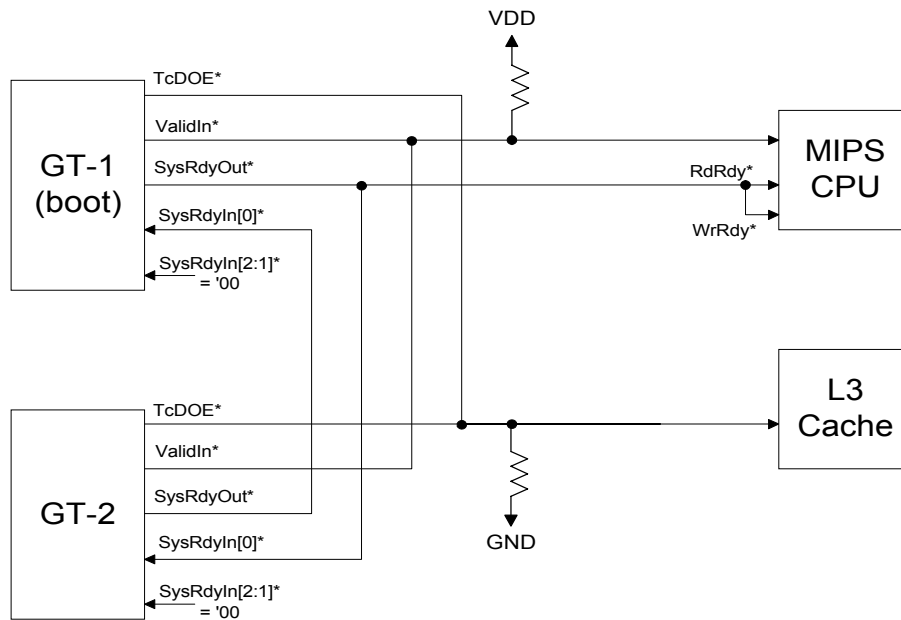 VDD
TcDOE*
ValidIn*
GT-1
(boot)
SysRdyOut*
SysRdyIn[0]*
SysRdyIn[2:1]*
= '00
RdRdy*
WrRdy*
MIPS
CPU
TcDOE*
ValidIn*
GT-2
SysRdyOut*
SysRdyIn[0]*
SysRdyIn[2:1]*
= '00
GND
L3
Cache